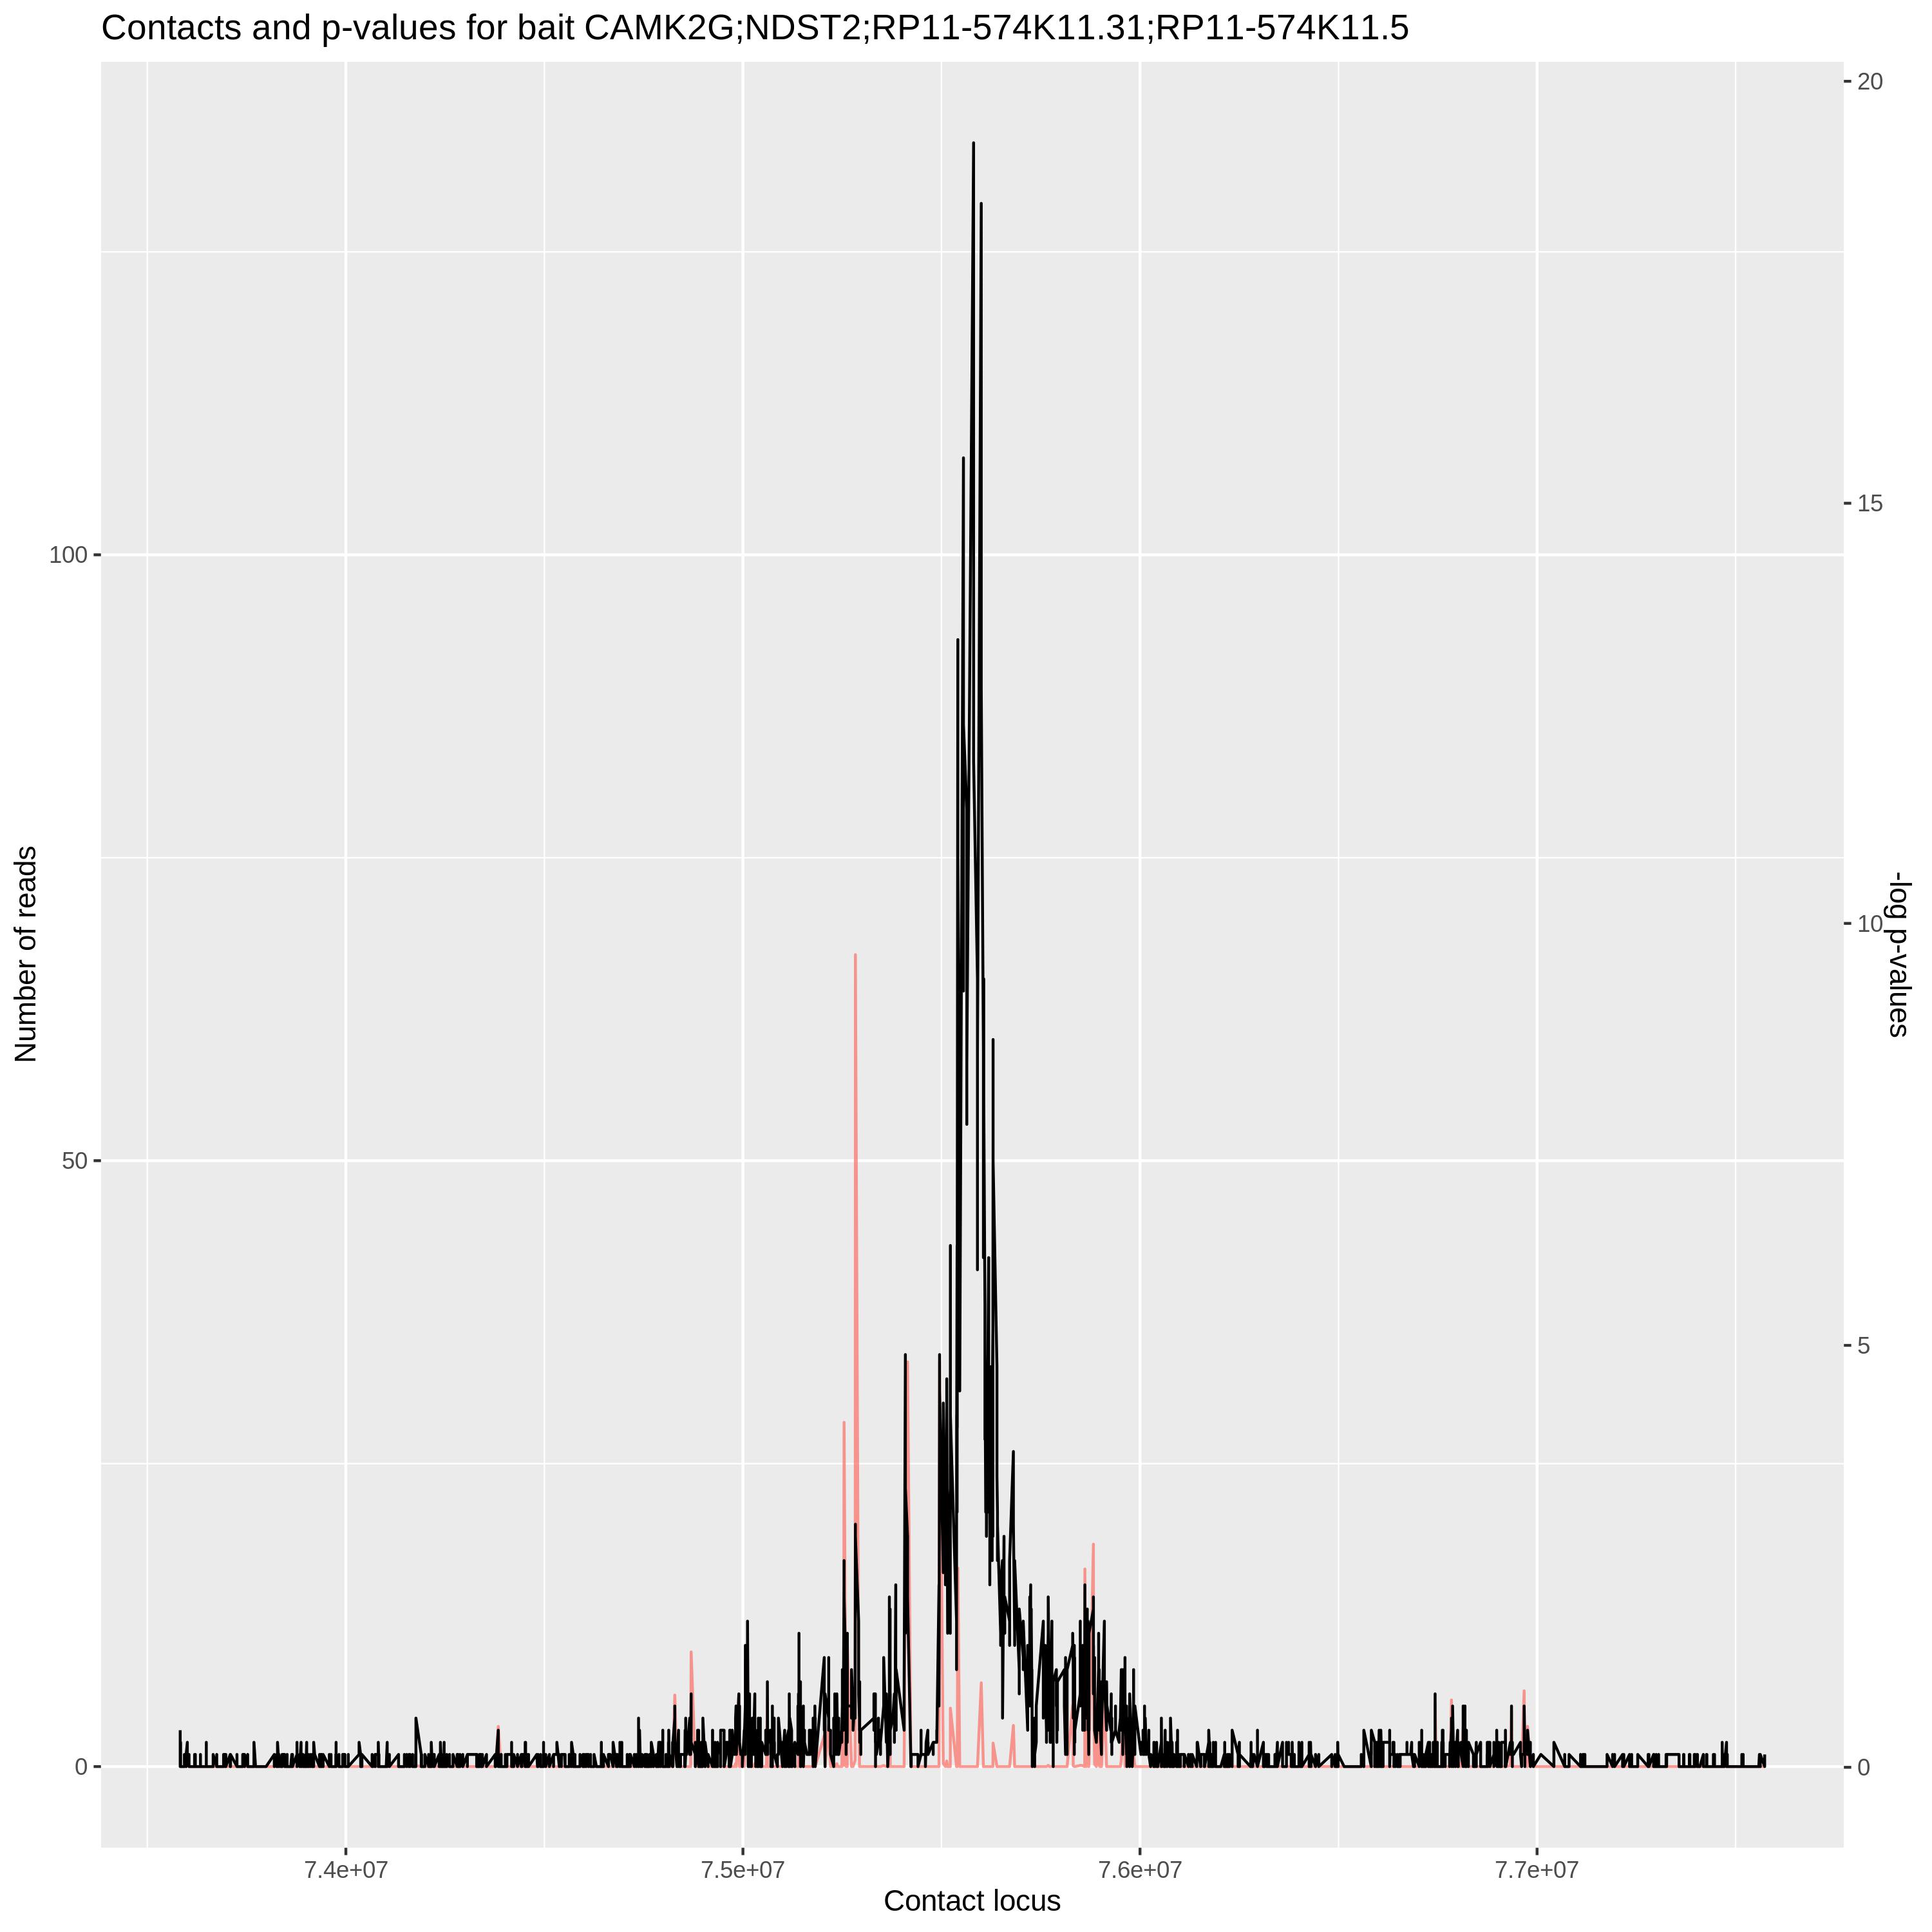 Contacts and p-values for bait CAMK2G;NDST2;RP11-574K11.31;RP11-574K11.5
Number of reads
100
50
0
20
15
10
5
0
-log p-values
7.4e+07
7.5e+07
7.6e+07
7.7e+07
Contact locus